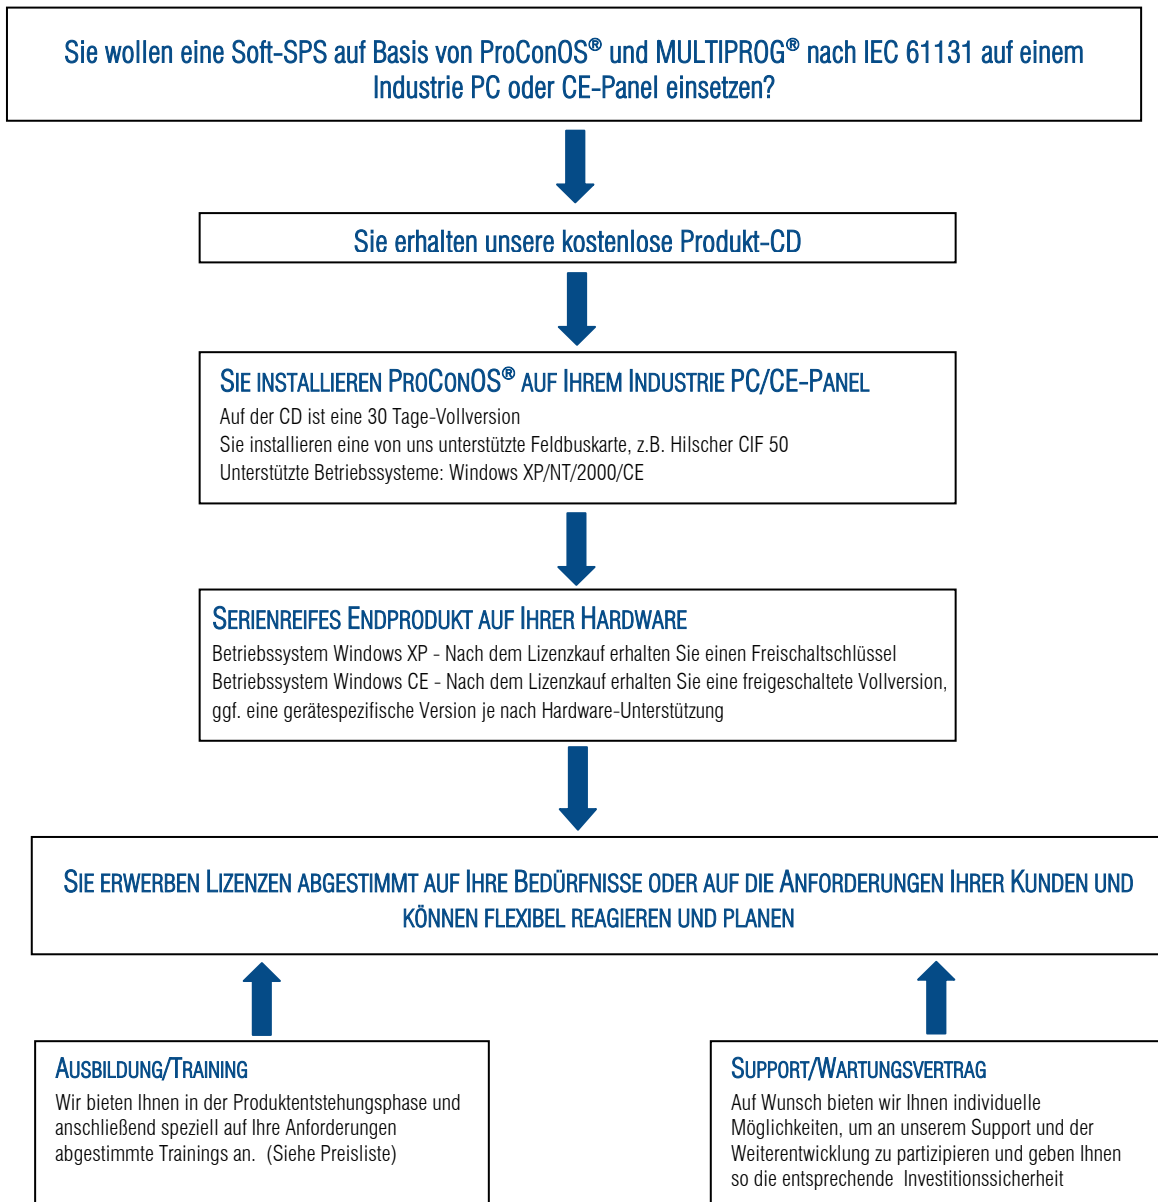 Sie wollen eine Soft-SPS auf Basis von ProConOS® und MULTIPROG® nach IEC 61131 auf einem
Industrie PC oder CE-Panel einsetzen?
Sie erhalten unsere kostenlose Produkt-CD
SIE INSTALLIEREN PROCONOS® AUF IHREM INDUSTRIE PC/CE-PANEL
Auf der CD ist eine 30 Tage-Vollversion
Sie installieren eine von uns unterstützte Feldbuskarte, z.B. Hilscher CIF 50
Unterstützte Betriebssysteme: Windows XP/NT/2000/CE
SERIENREIFES ENDPRODUKT AUF IHRER HARDWARE
Betriebssystem Windows XP - Nach dem Lizenzkauf erhalten Sie einen Freischaltschlüssel
Betriebssystem Windows CE - Nach dem Lizenzkauf erhalten Sie eine freigeschaltete Vollversion,
ggf. eine gerätespezifische Version je nach Hardware-Unterstützung
SIE ERWERBEN LIZENZEN ABGESTIMMT AUF IHRE BEDÜRFNISSE ODER AUF DIE ANFORDERUNGEN IHRER KUNDEN UND
KÖNNEN FLEXIBEL REAGIEREN UND PLANEN
AUSBILDUNG/TRAINING
Wir bieten Ihnen in der Produktentstehungsphase und
anschließend speziell auf Ihre Anforderungen
abgestimmte Trainings an. (Siehe Preisliste)
SUPPORT/WARTUNGSVERTRAG
Auf Wunsch bieten wir Ihnen individuelle
Möglichkeiten, um an unserem Support und der
Weiterentwicklung zu partizipieren und geben Ihnen
so die entsprechende Investitionssicherheit